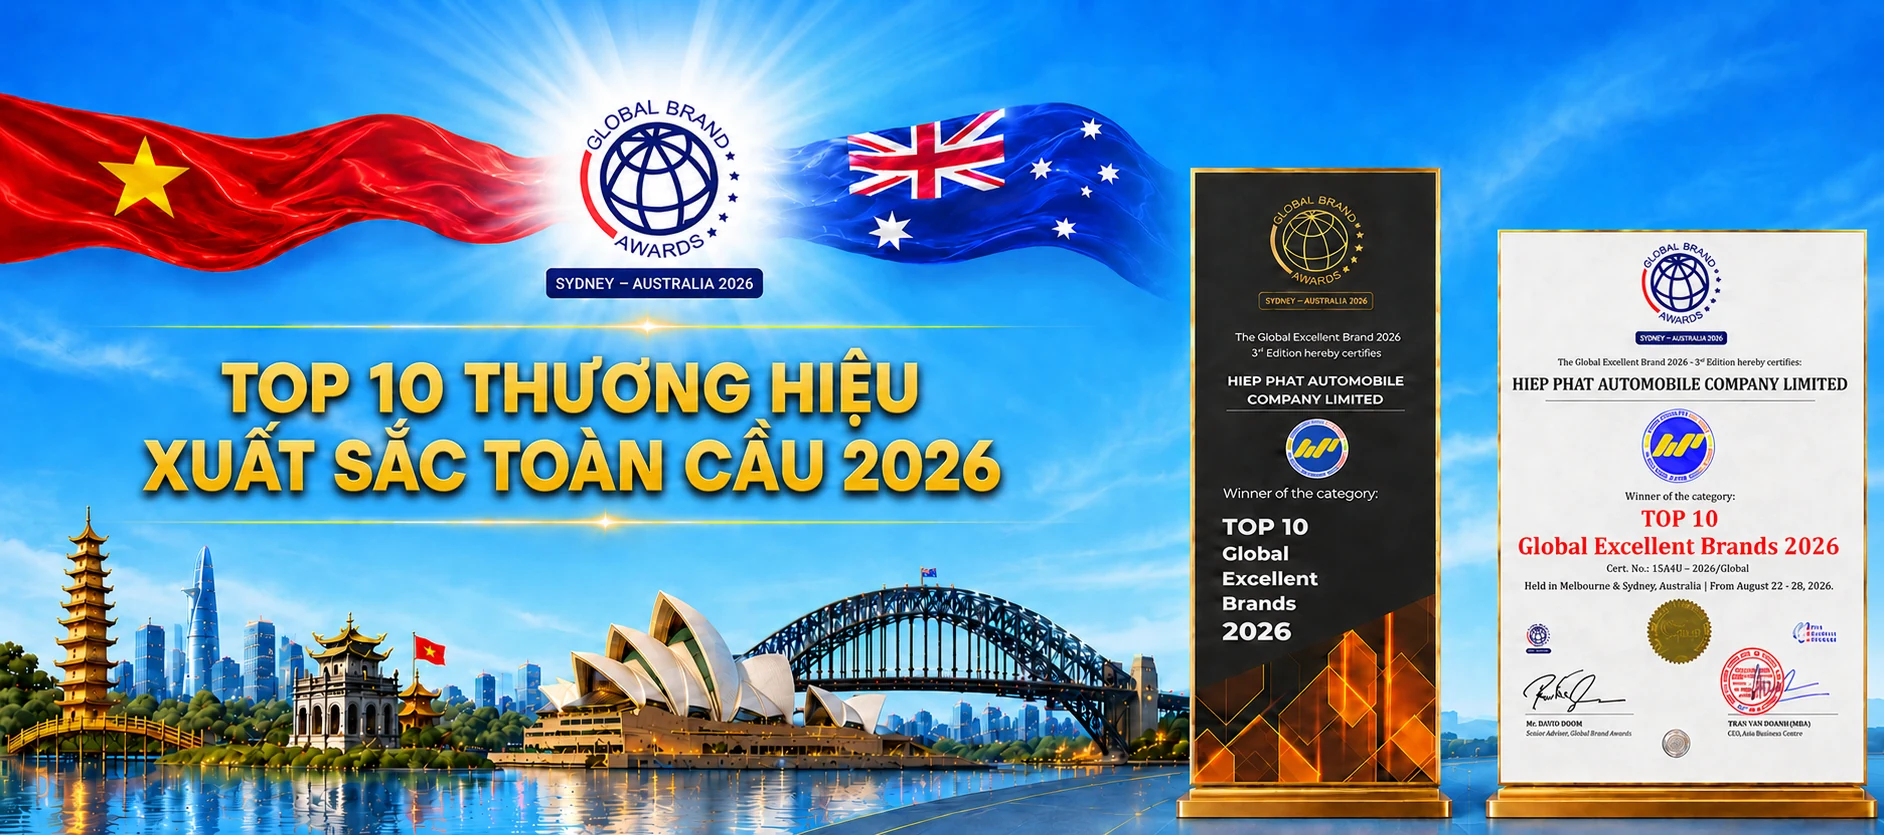 GLOBAL BRAND
AWARDS
SYDNEY – AUSTRALIA 2026
TOP 10 THƯƠNG HIỆU
XUẤT SẮC TOÀN CẦU 2026
GLOBAL BRAND
AWARDS
SYDNEY – AUSTRALIA 2026
The Global Excellent Brand 2026
3rd Edition hereby certifies
HIEP PHAT AUTOMOBILE
COMPANY LIMITED
Winner of the category:
TOP 10
Global
Excellent
Brands
2026
GLOBAL BRAND
AWARDS
SYDNEY – AUSTRALIA 2026
The Global Excellent Brand 2026 - 3rd Edition hereby certifies:
HIEP PHAT AUTOMOBILE COMPANY LIMITED
Winner of the category:
TOP 10
Global Excellent Brands 2026
Cert. No.: 15A4U – 2026/Global
Held in Melbourne & Sydney, Australia | From August 22 - 28, 2026.
Mr. DAVID DOOM
Senior Adviser, Global Brand Awards
TRAN VAN DOANH (MBA)
CEO, Asia Business Centre